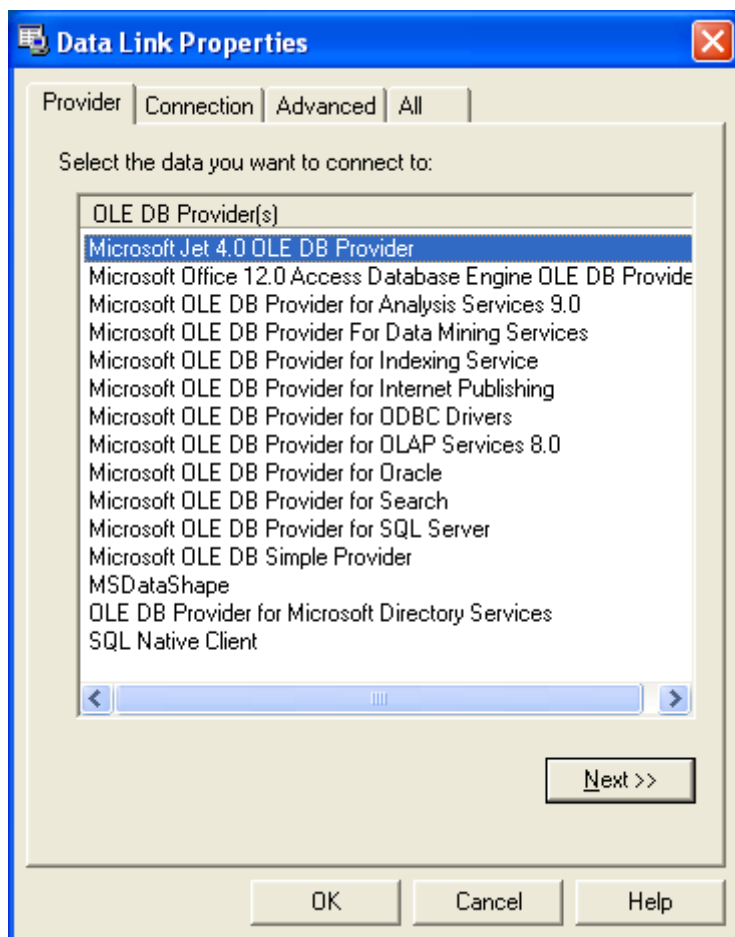 Data Link Properties
Provider Connection Advanced All
Select the data you want to connect to:
OLE DB Provider(s)
Microsoft Jet 4.0 OLE DB Provider
Microsoft Office 12.0 Access Database Engine OLE DB Provide
Microsoft OLE DB Provider for Analysis Services 9.0
Microsoft OLE DB Provider For Data Mining Services
Microsoft OLE DB Provider for Indexing Service
Microsoft OLE DB Provider for Internet Publishing
Microsoft OLE DB Provider for ODBC Drivers
Microsoft OLE DB Provider for OLAP Services 8.0
Microsoft OLE DB Provider for Oracle
Microsoft OLE DB Provider for Search
Microsoft OLE DB Provider for SQL Server
Microsoft OLE DB Simple Provider
MSDataShape
OLE DB Provider for Microsoft Directory Services
SQL Native Client
Next >>
OK Cancel Help